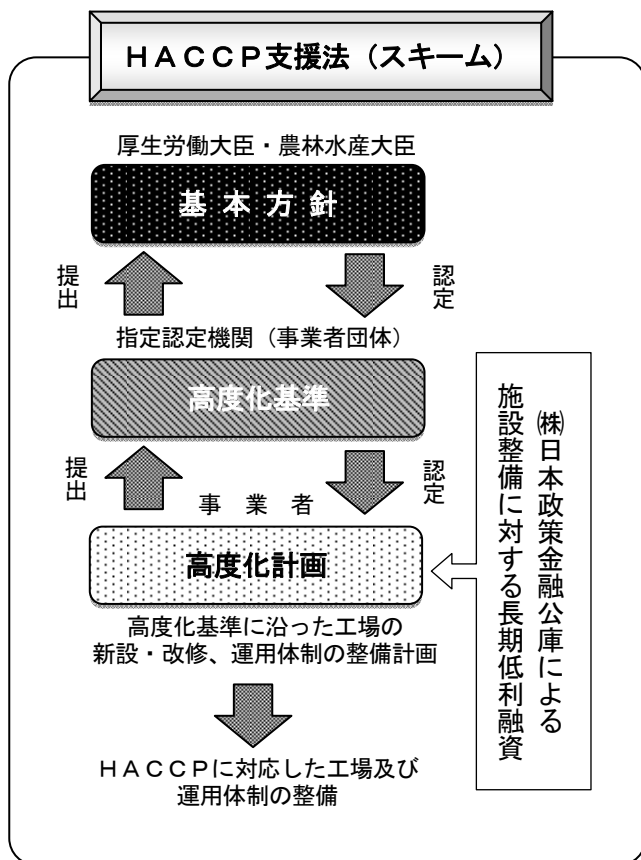 HACCP支援法(スキーム)
厚生労働大臣・農林水産大臣
基本方針
提出
認定
指定認定機関(事業者団体)
高度化基準
提出
認定
事業者
高度化計画
高度化基準に沿った工場の
新設・改修、運用体制の整備計画
HACCPに対応した工場及び
運用体制の整備
㈱日本政策金融公庫による
施設整備に対する長期低利融資